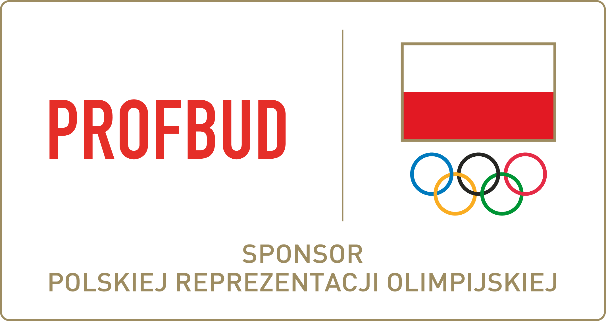 PROFBUD
SPONSOR
POLSKIEJ REPREZENTACJI OLIMPIJSKIEJ